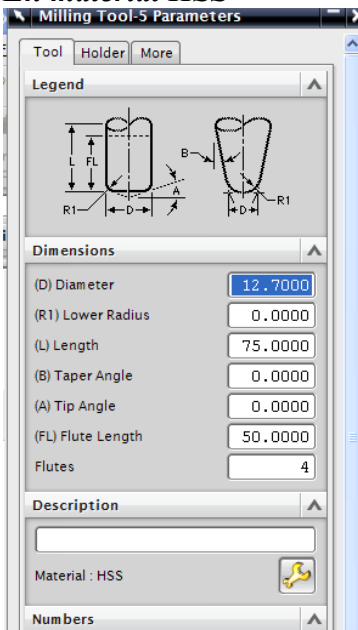 Milling Tool-5 Parameters
Tool Holder More
Legend
L FL B A R1 D D R1
Dimensions
(D) Diameter 12.7000
(R1) Lower Radius 0.0000
(L) Length 75.0000
(B) Taper Angle 0.0000
(A) Tip Angle 0.0000
(FL) Flute Length 50.0000
Flutes 4
Description
Material : HSS
Numbers